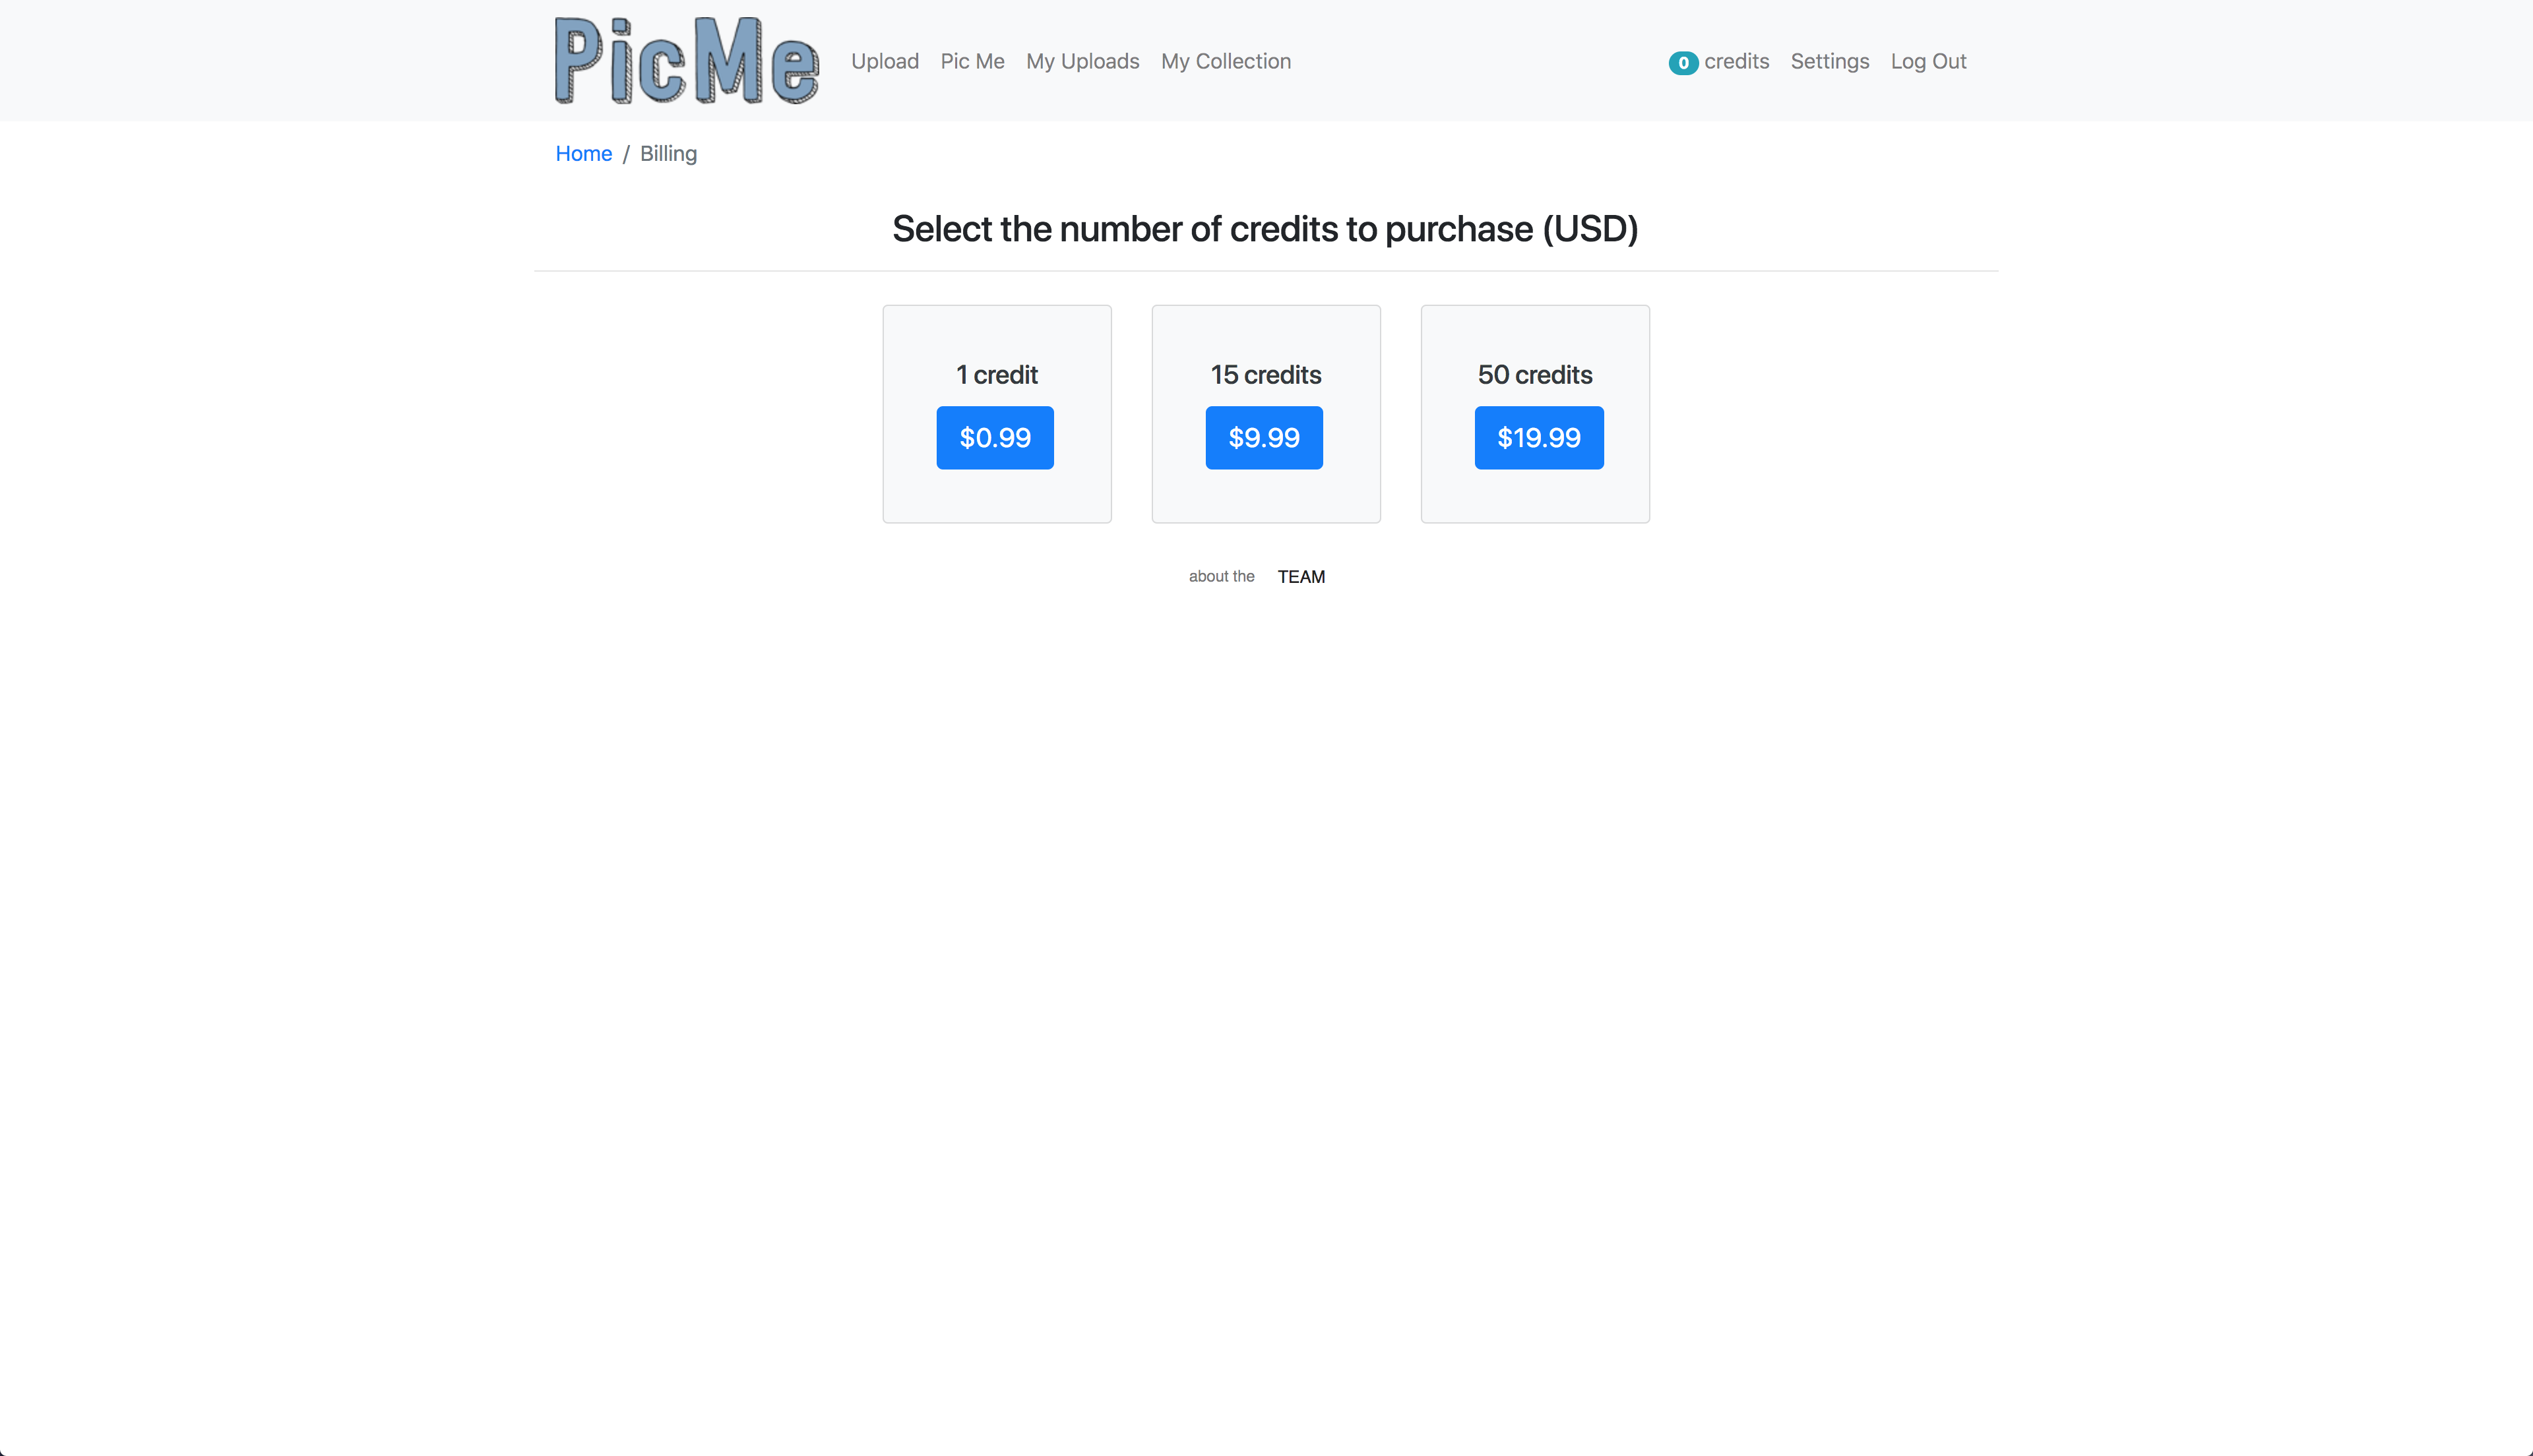 PicMe Upload Pic Me My Uploads My Collection 0 credits Settings Log Out
Home / Billing
Select the number of credits to purchase (USD)
1 credit
$0.99
15 credits
$9.99
50 credits
$19.99
about the TEAM